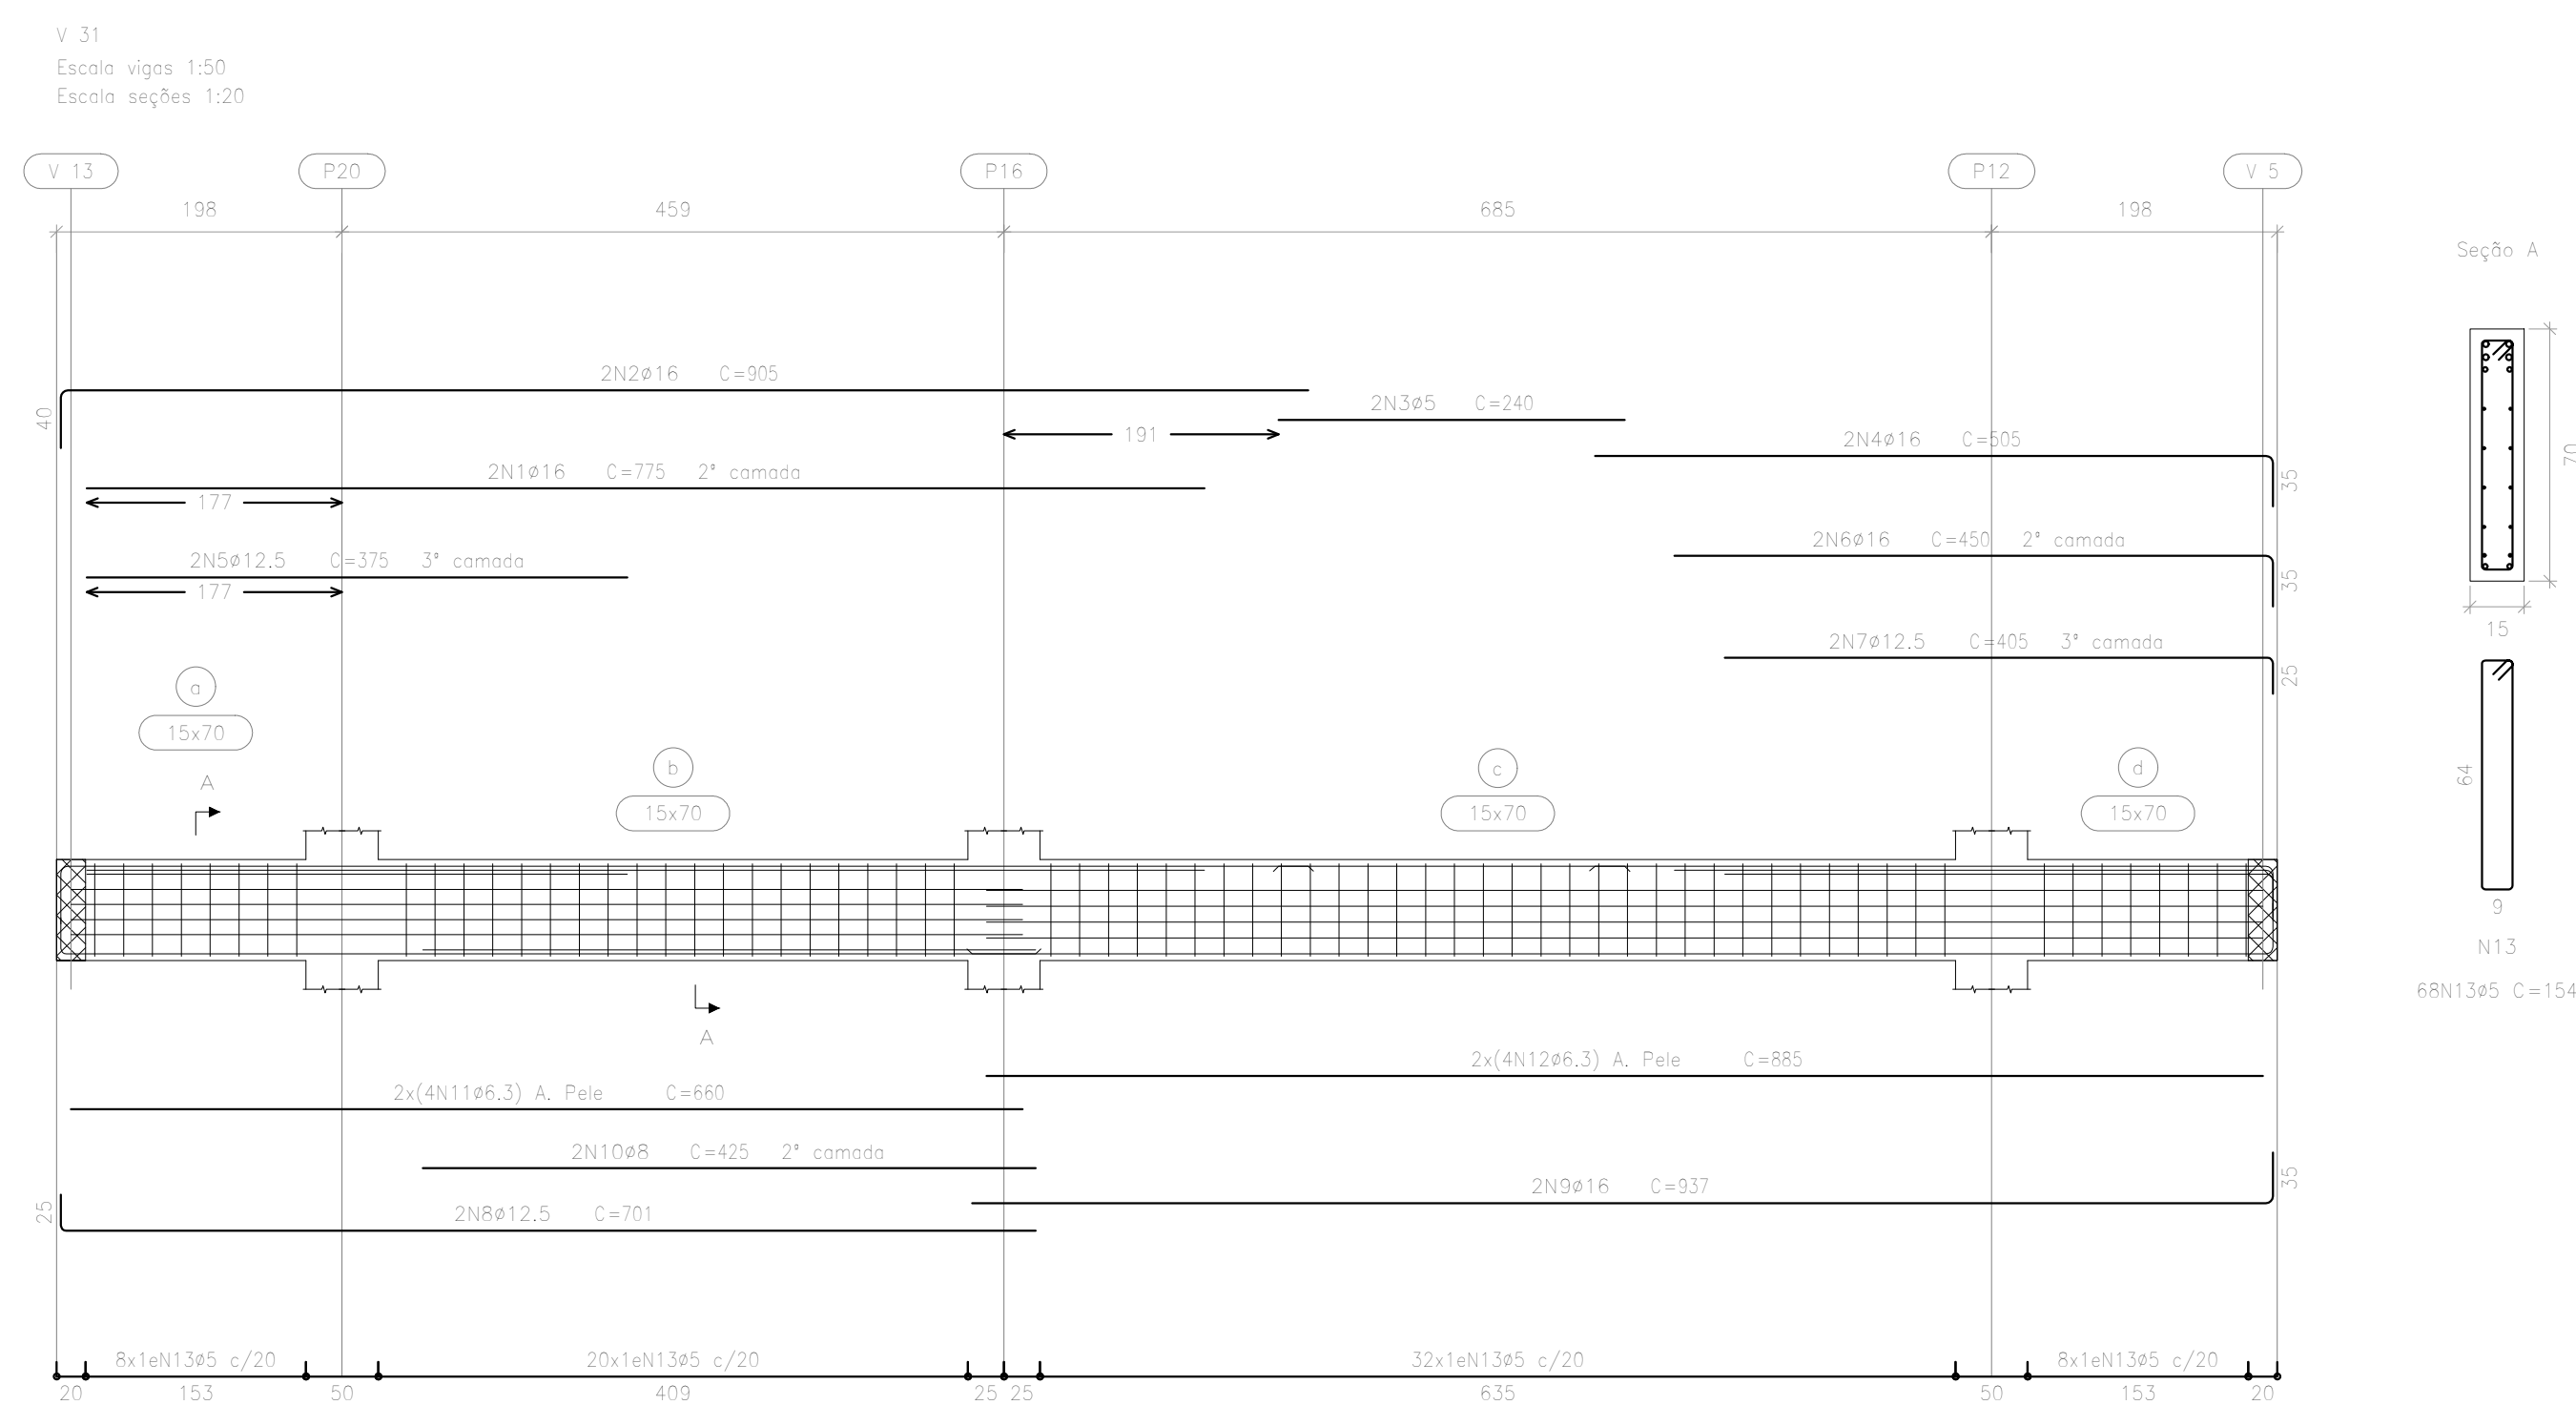 V 31
Escala vigas 1:50
Escala seções 1:20
V 13
P20
P16
P12
V 5
198
459
685
198
Seção A
2N2ø16 C=905
40
2N3ø5 C=240
191
2N4ø16 C=505
35
2N1ø16 C=775 2ª camada
177
2N6ø16 C=450 2ª camada
35
2N5ø12.5 C=375 3ª camada
177
2N7ø12.5 C=405 3ª camada
25
70
15
a
15x70
A
b
15x70
c
15x70
d
15x70
64
9
N13
68N13ø5 C=154
A
2x(4N12ø6.3) A. Pele C=885
2x(4N11ø6.3) A. Pele C=660
2N10ø8 C=425 2ª camada
2N9ø16 C=937
35
25
2N8ø12.5 C=701
8x1eN13ø5 c/20
20x1eN13ø5 c/20
32x1eN13ø5 c/20
8x1eN13ø5 c/20
20
153
50
409
25
25
635
50
153
20